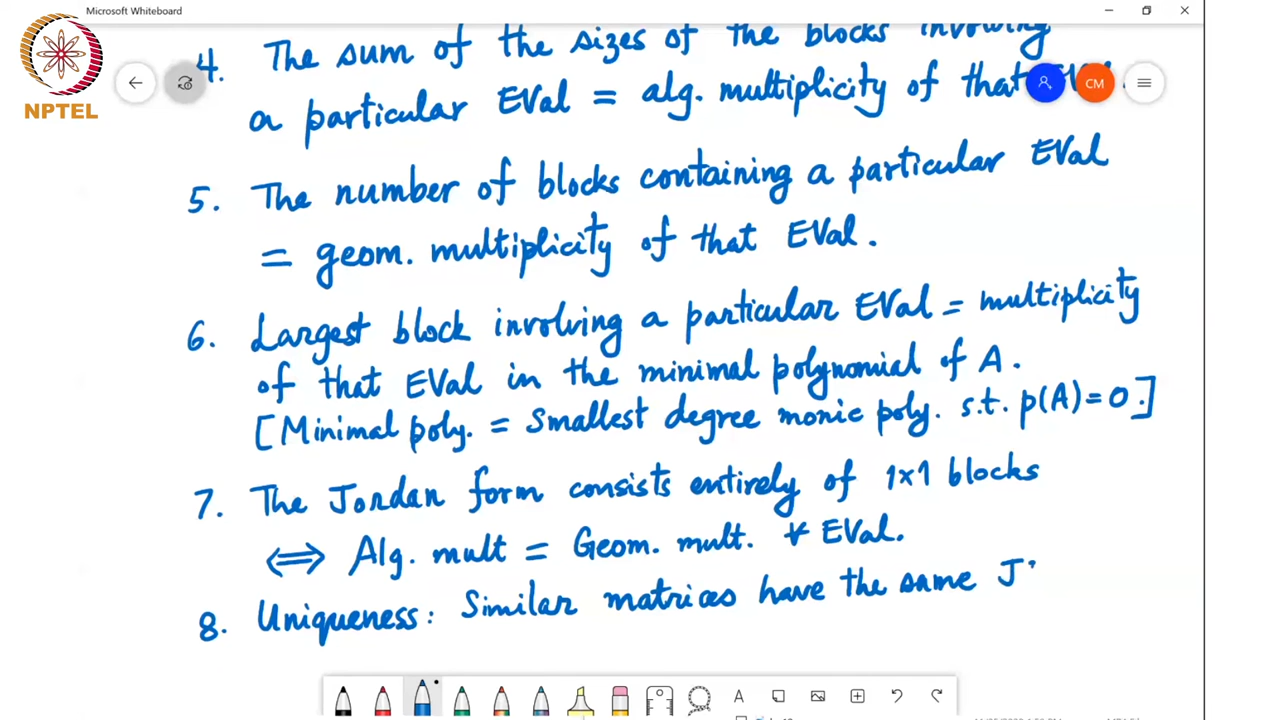 Microsoft Whiteboard
NPTEL
4. The sum of the sizes of the blocks involving
a particular EVal = alg. multiplicity of that EVal.
CM
5. The number of blocks containing a particular EVal
= geom. multiplicity of that EVal.
6. Largest block involving a particular EVal = multiplicity
of that EVal in the minimal polynomial of A.
[Minimal poly. = Smallest degree monic poly. s.t. p(A)=0.]
7. The Jordan form consists entirely of 1x1 blocks
⟺ Alg. mult = Geom. mult. ∀ EVal.
8. Uniqueness: Similar matrices have the same J
A